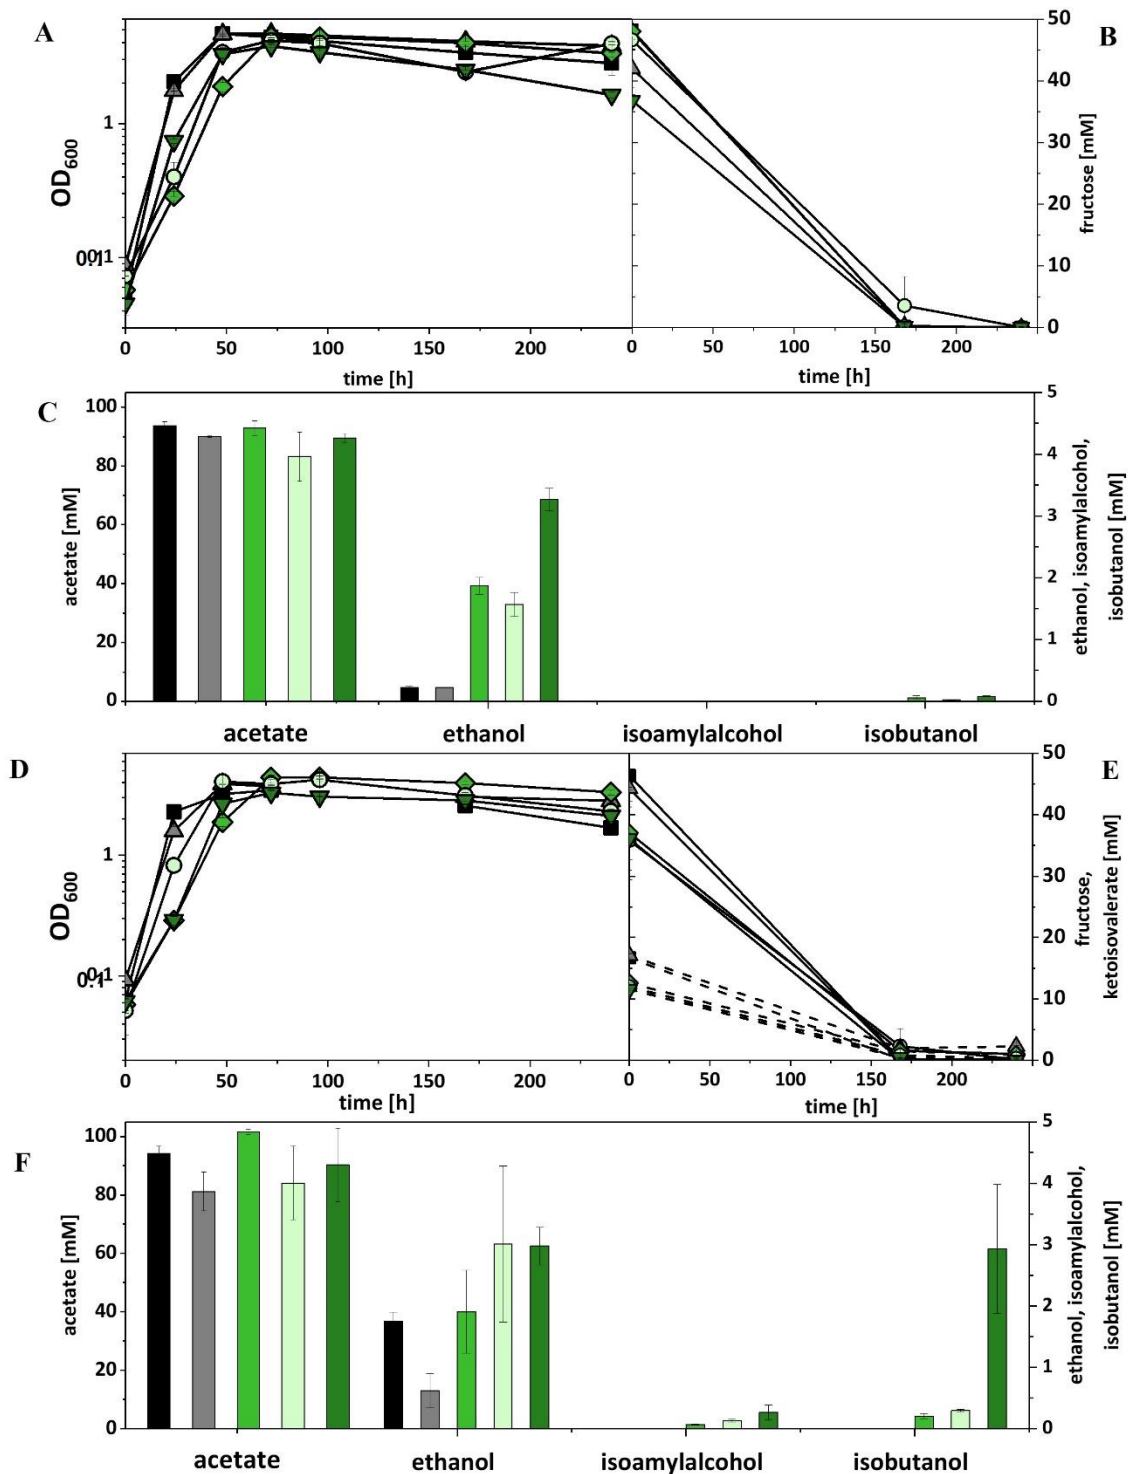 A
B
OD600
1
0.1
0.1
0 50 100 150 200
time [h]
0 50 100 150 200
time [h]
50
40
30
20
10
0
fructose [mM]
C
100
80
60
40
20
0
acetate [mM]
5
4
3
2
1
0
ethanol, isoamylalcohol,
isobutanol [mM]
acetate ethanol isoamylalcohol isobutanol
D
E
OD600
1
0.1
0 50 100 150 200
time [h]
0 50 100 150 200
time [h]
50
40
30
20
10
0
fructose,
ketoisovalerate [mM]
F
100
80
60
40
20
0
acetate [mM]
5
4
3
2
1
0
ethanol, isoamylalcohol,
isobutanol [mM]
acetate ethanol isoamylalcohol isobutanol